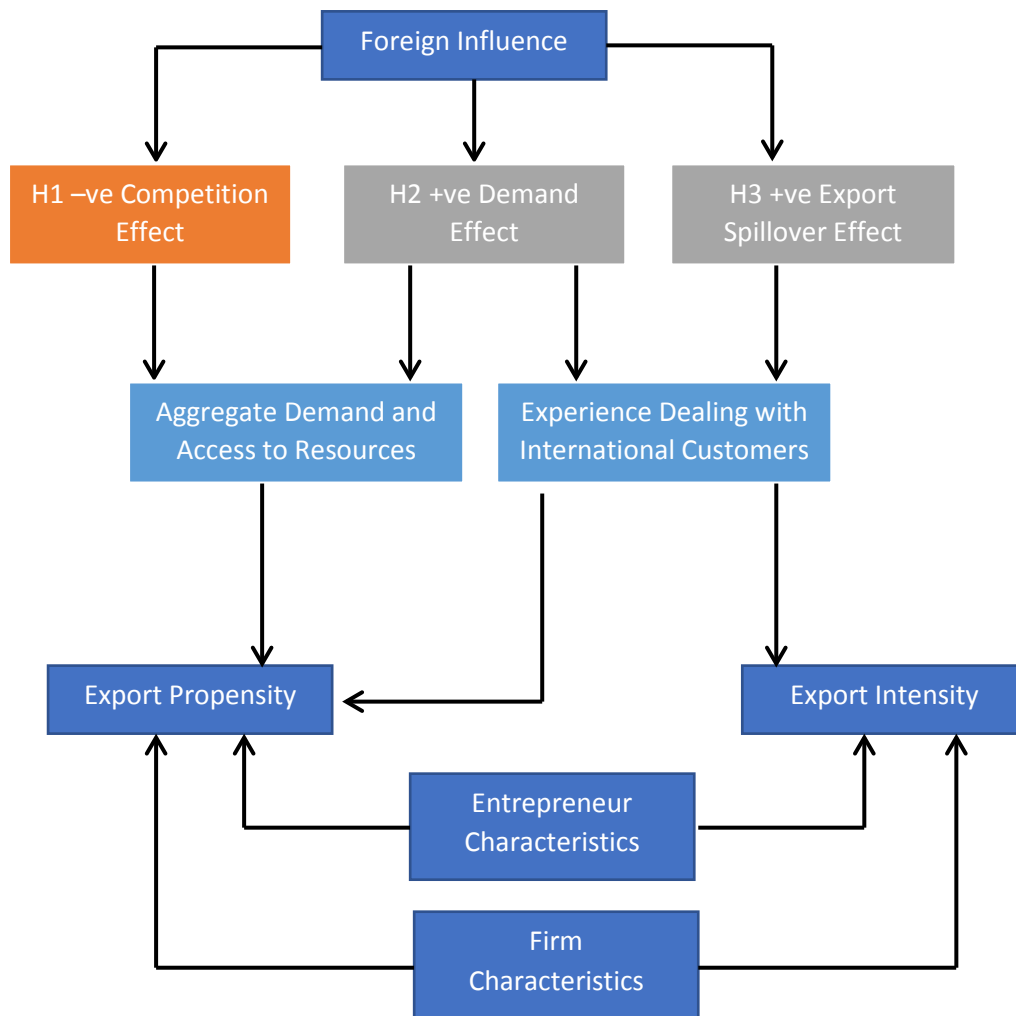 Foreign Influence
H1 –ve Competition
Effect
H2 +ve Demand
Effect
H3 +ve Export
Spillover Effect
Aggregate Demand and
Access to Resources
Experience Dealing with
International Customers
Export Propensity
Export Intensity
Entrepreneur
Characteristics
Firm
Characteristics